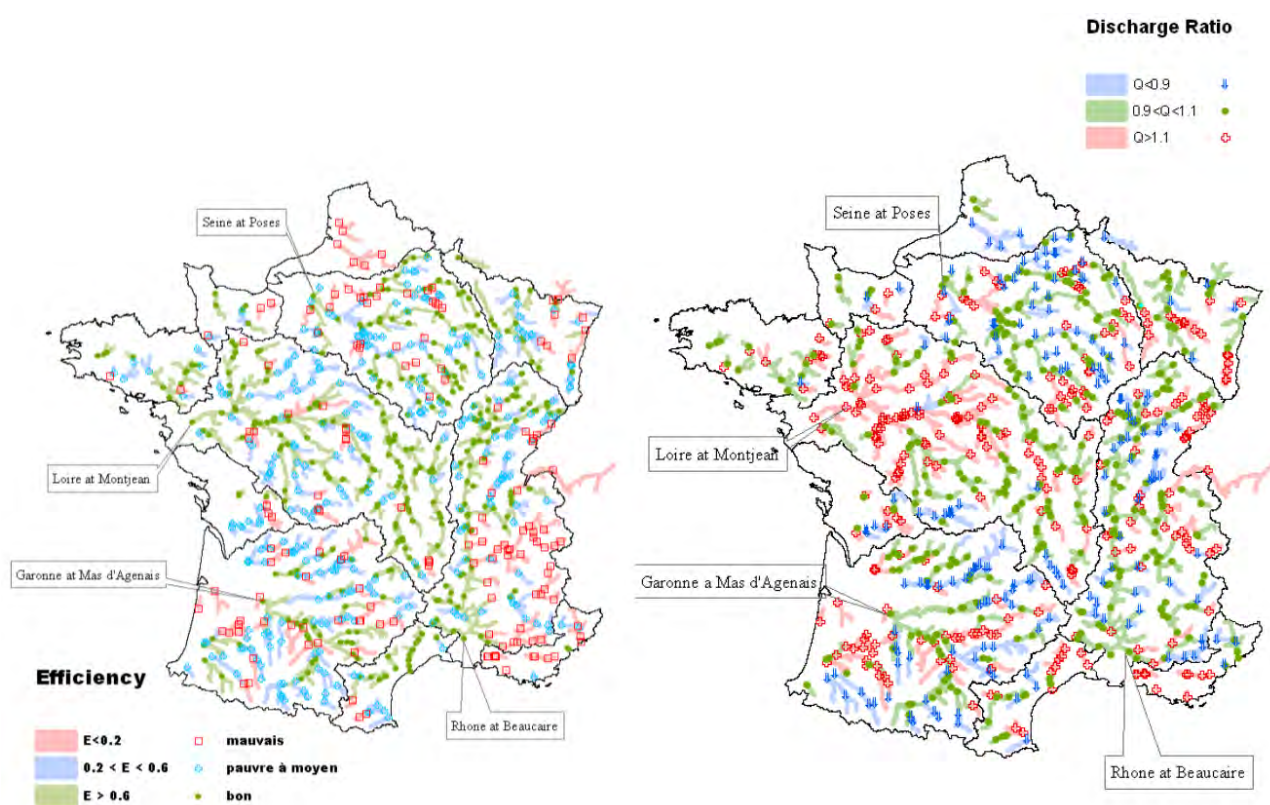 Seine at Poses
Loire at Montjean
Garonne at Mas d'Agenais
Rhone at Beaucaire
Efficiency
E<0.2 mauvais
0.2 < E < 0.6 pauvre à moyen
E > 0.6 bon
Discharge Ratio
Q<0.9
0.9<Q<1.1
Q>1.1
Seine at Poses
Loire at Montjean
Garonne a Mas d'Agenais
Rhone at Beaucaire